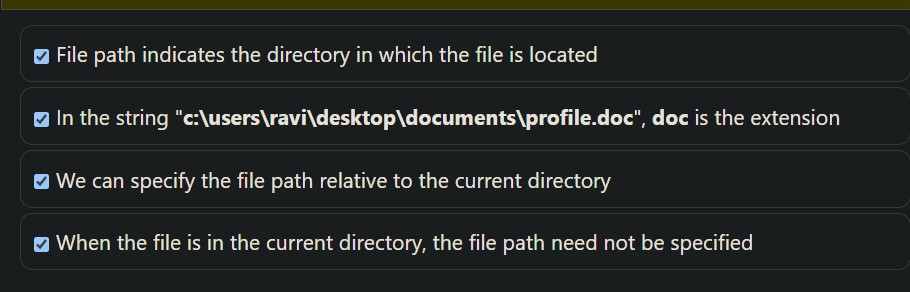 File path indicates the directory in which the file is located
In the string "c:\users\ravi\desktop\documents\profile.doc", doc is the extension
We can specify the file path relative to the current directory
When the file is in the current directory, the file path need not be specified